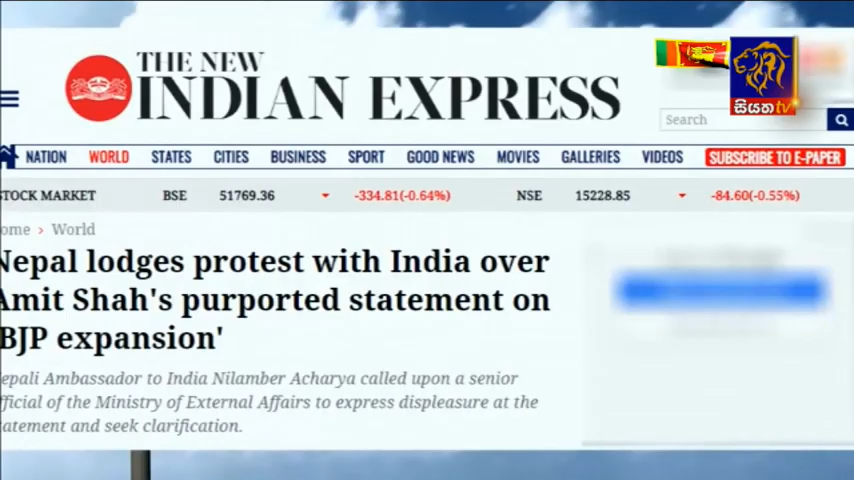 THE NEW
INDIAN EXPRESS
සියත tv
Search
NATION WORLD STATES CITIES BUSINESS SPORT GOOD NEWS MOVIES GALLERIES VIDEOS SUBSCRIBE TO E-PAPER
STOCK MARKET BSE 51769.36 -334.81(-0.64%) NSE 15228.85 -84.60(-0.55%)
ome > World
Nepal lodges protest with India over
Amit Shah's purported statement on
BJP expansion'
epali Ambassador to India Nilamber Acharya called upon a senior
fficial of the Ministry of External Affairs to express displeasure at the
tatement and seek clarification.